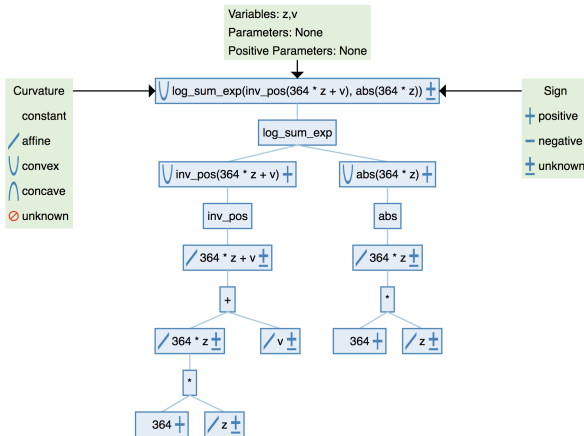 Variables: z,v
Parameters: None
Positive Parameters: None
Curvature
constant
affine
convex
concave
unknown
log_sum_exp(inv_pos(364 * z + v), abs(364 * z))
Sign
positive
negative
unknown
log_sum_exp
inv_pos(364 * z + v)
abs(364 * z)
inv_pos
abs
364 * z + v
364 * z
+
*
364 * z
v
364
z
*
364
z